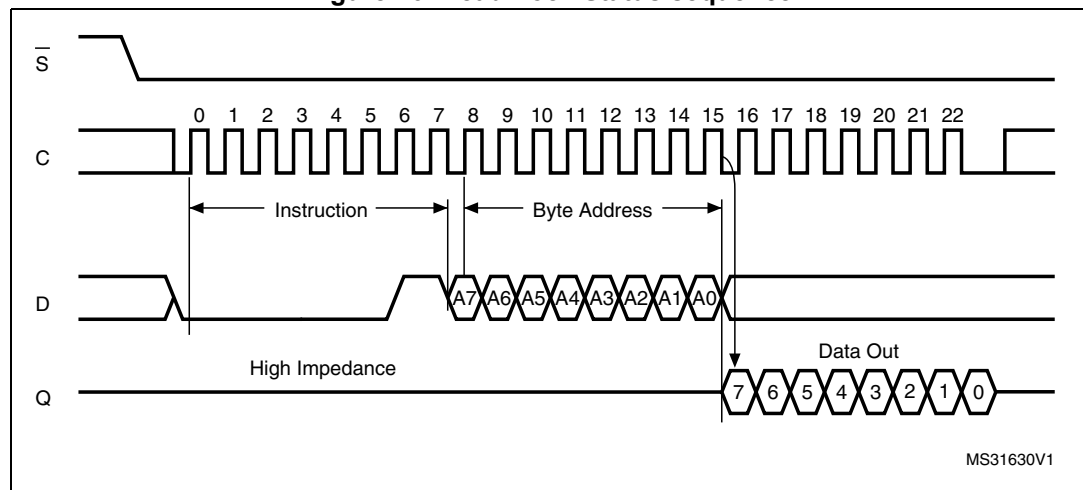 S
0 1 2 3 4 5 6 7 8 9 10 11 12 13 14 15 16 17 18 19 20 21 22
C
Instruction Byte Address
D A7 A6 A5 A4 A3 A2 A1 A0
High Impedance Data Out
Q 7 6 5 4 3 2 1 0
MS31630V1